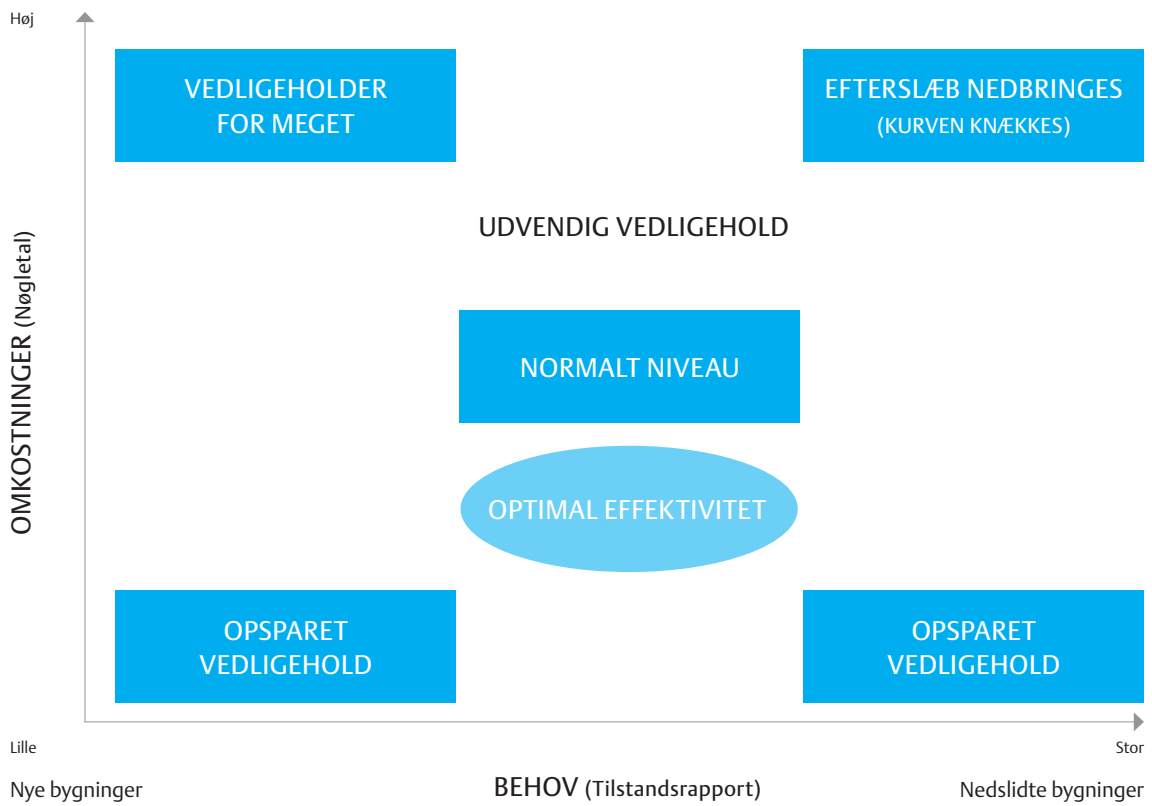 Høj
VEDLIGEHOLDER
FOR MEGET
EFTERSLÆB NEDBRINGES
(KURVEN KNÆKKES)
UDVENDIG VEDLIGEHOLD
OMKOSTNINGER (Nøgletal)
NORMALT NIVEAU
OPTIMAL EFFEKTIVITET
OPSPARET
VEDLIGEHOLD
OPSPARET
VEDLIGEHOLD
Lille
Stor
Nye bygninger
BEHOV (Tilstandsrapport)
Nedslidte bygninger